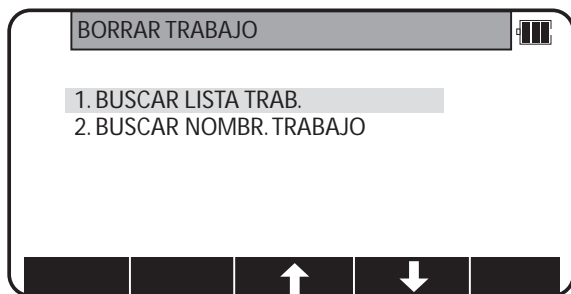 BORRAR TRABAJO
1. BUSCAR LISTA TRAB.
2. BUSCAR NOMBR. TRABAJO